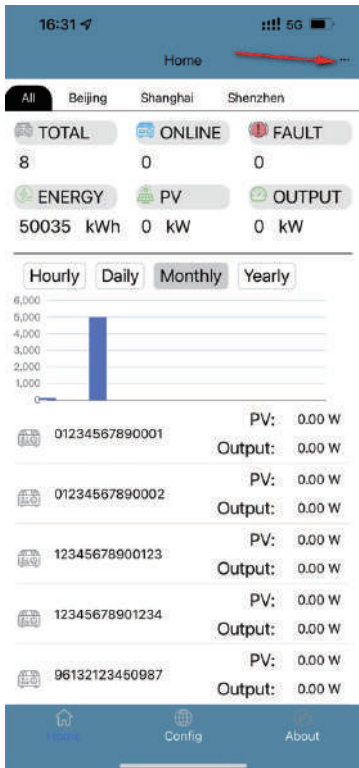 16:31 5G
Home ...
All Beijing Shanghai Shenzhen
TOTAL ONLINE FAULT
8 0 0
ENERGY PV OUTPUT
50035 kWh 0 kW 0 kW
Hourly Daily Monthly Yearly
6,000
5,000
4,000
3,000
2,000
1,000
0
PV: 0.00 W
01234567890001
Output: 0.00 W
PV: 0.00 W
01234567890002
Output: 0.00 W
PV: 0.00 W
12345678900123
Output: 0.00 W
PV: 0.00 W
12345678901234
Output: 0.00 W
PV: 0.00 W
96132123450987
Output: 0.00 W
Home Config About